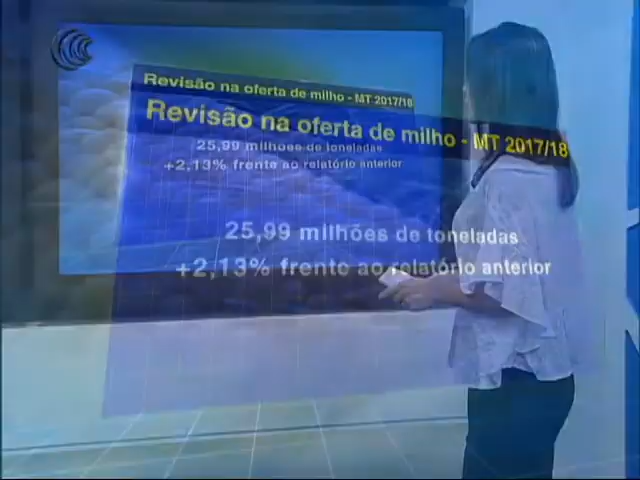 Revisão na oferta de milho - MT 2017/18
Revisão na oferta de milho - MT 2017/18
25,99 milhões de toneladas
+2,13% frente ao relatório anterior
25,99 milhões de toneladas
+2,13% frente ao relatório anterior